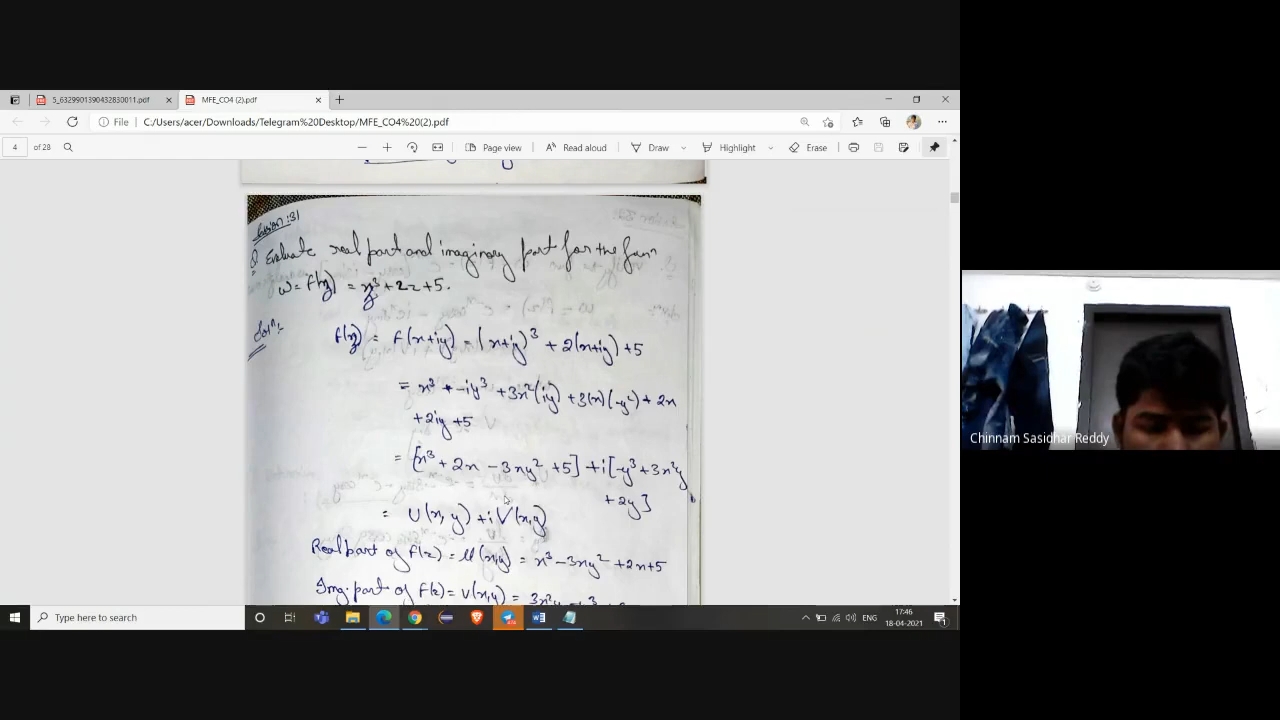 5_6329901390432830011.pdf
MFE_CO4 (2).pdf
File
C:/Users/acer/Downloads/Telegram%20Desktop/MFE_CO4%20(2).pdf
4 of 28
Page view
Read aloud
Draw
Highlight
Erase
Session:31
Q: Evaluate real part and imaginary part for the funⁿ
w = f(z) = z³ + 2z + 5.
Solⁿ:-
f(z) = f(x+iy) = (x+iy)³ + 2(x+iy) + 5
= x³ - iy³ + 3x²(iy) + 3(x)(-y²) + 2x
+ 2iy + 5
= [x³ + 2x - 3xy² + 5] + i[-y³ + 3x²y
+ 2y]
= U(x,y) + iV(x,y)
Real part of f(z) = u(x,y) = x³ - 3xy² + 2x + 5
Img. part of f(z) = v(x,y) = 3x²y
Chinnam Sasidhar Reddy
Type here to search
ENG
17:46
18-04-2021